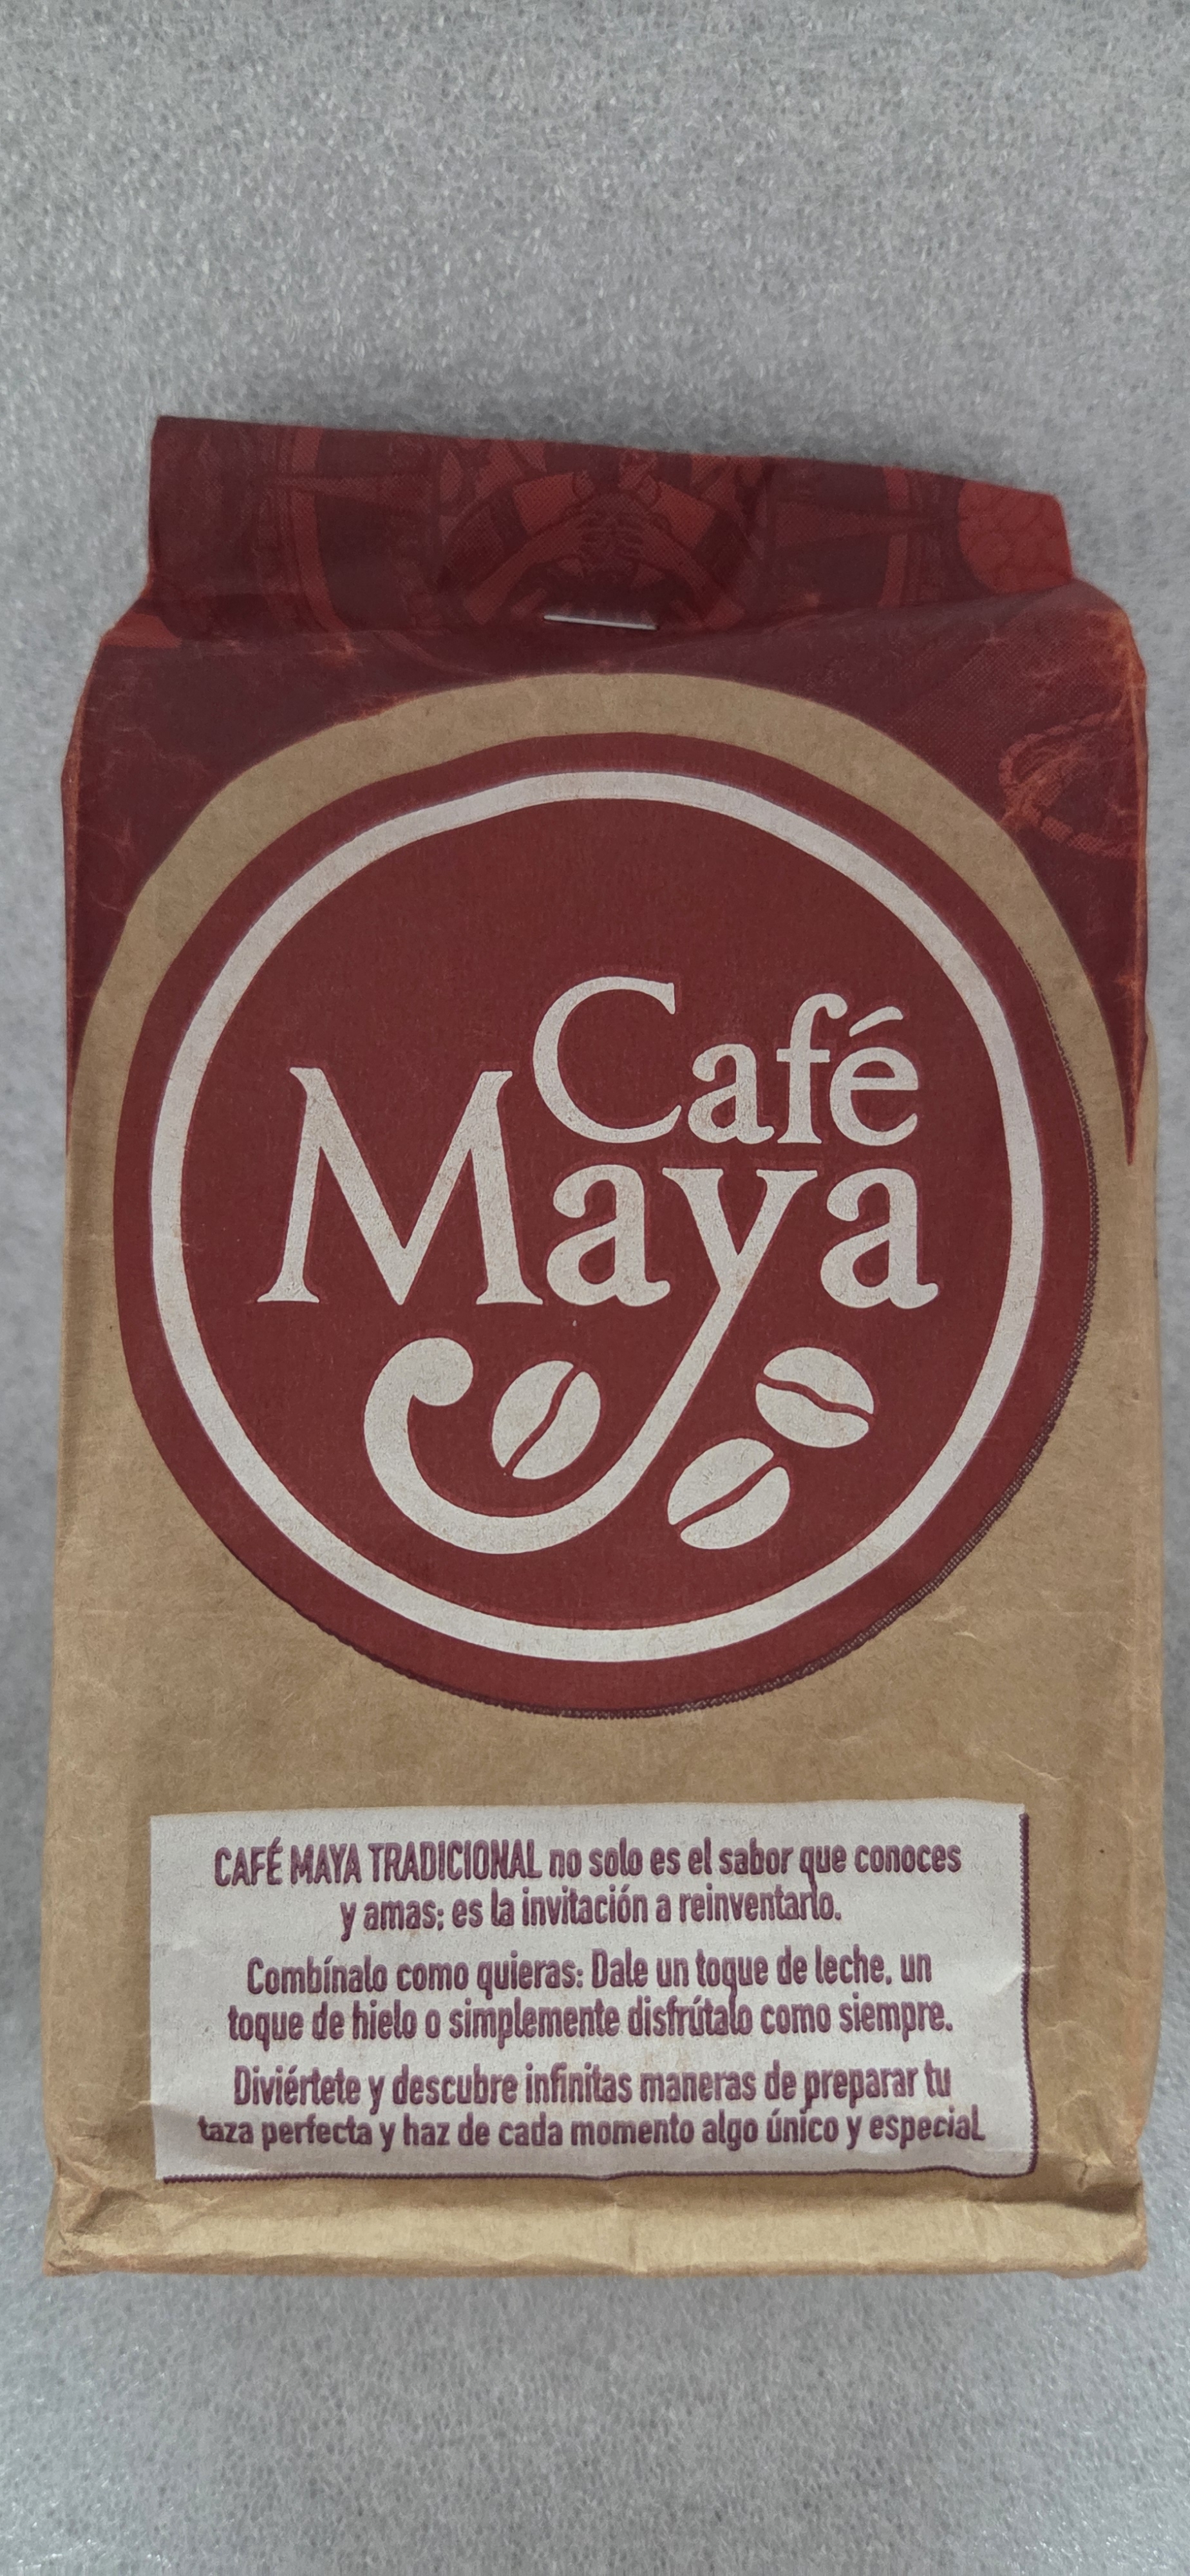 Café
Maya
CAFÉ MAYA TRADICIONAL no solo es el sabor que conoces
y amas; es la invitación a reinventarlo.
Combínalo como quieras: Dale un toque de leche, un
toque de hielo o simplemente disfrútalo como siempre.
Diviértete y descubre infinitas maneras de preparar tu
taza perfecta y haz de cada momento algo único y especial.